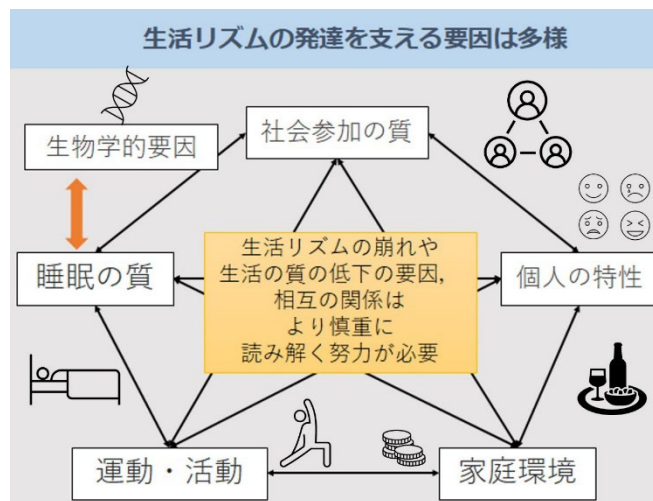 生活リズムの発達を支える要因は多様
社会参加の質
生物学的要因
睡眠の質
個人の特性
生活リズムの崩れや
生活の質の低下の要因,
相互の関係は
より慎重に
読み解く努力が必要
運動・活動
家庭環境